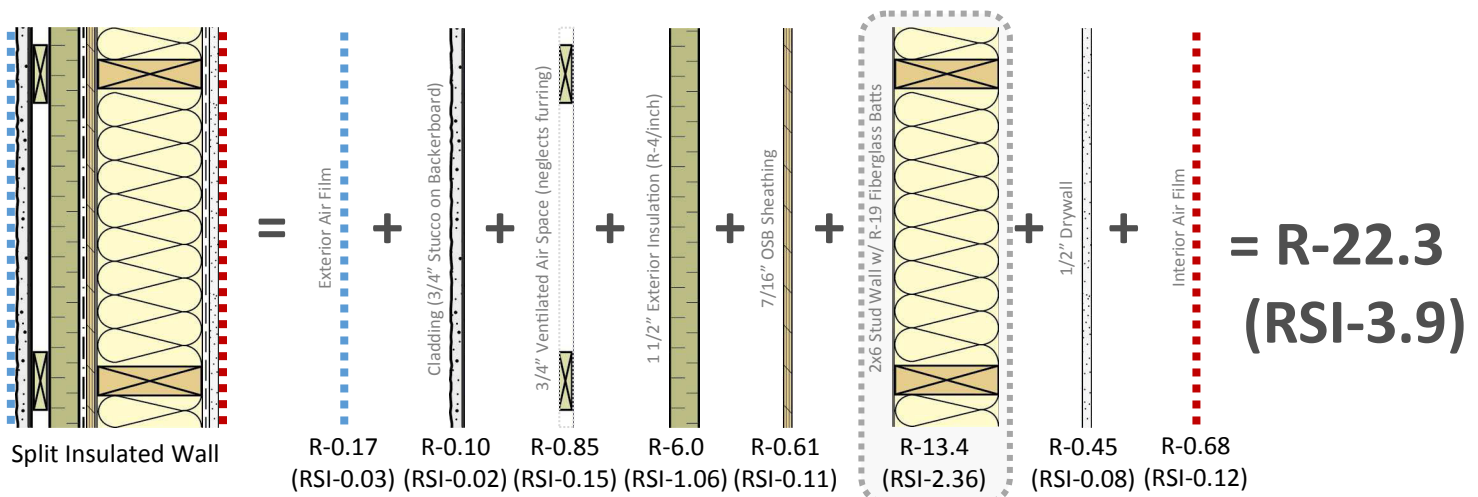 Exterior Air Film
Cladding (3/4” Stucco on Backerboard)
3/4” Ventilated Air Space (neglects furring)
1 1/2” Exterior Insulation (R-4/inch)
7/16” OSB Sheathing
2x6 Stud Wall w/ R-19 Fiberglass Batts
1/2” Drywall
Interior Air Film
= + + + + + + + = R-22.3
(RSI-3.9)
Split Insulated Wall
R-0.17 R-0.10 R-0.85 R-6.0 R-0.61 R-13.4 R-0.45 R-0.68
(RSI-0.03) (RSI-0.02) (RSI-0.15) (RSI-1.06) (RSI-0.11) (RSI-2.36) (RSI-0.08) (RSI-0.12)